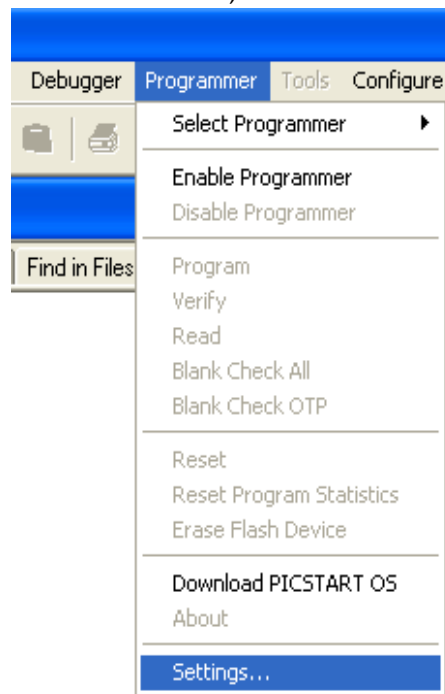 Debugger Programmer Tools Configure
Select Programmer
Enable Programmer
Disable Programmer
Find in Files
Program
Verify
Read
Blank Check All
Blank Check OTP
Reset
Reset Program Statistics
Erase Flash Device
Download PICSTART OS
About
Settings...